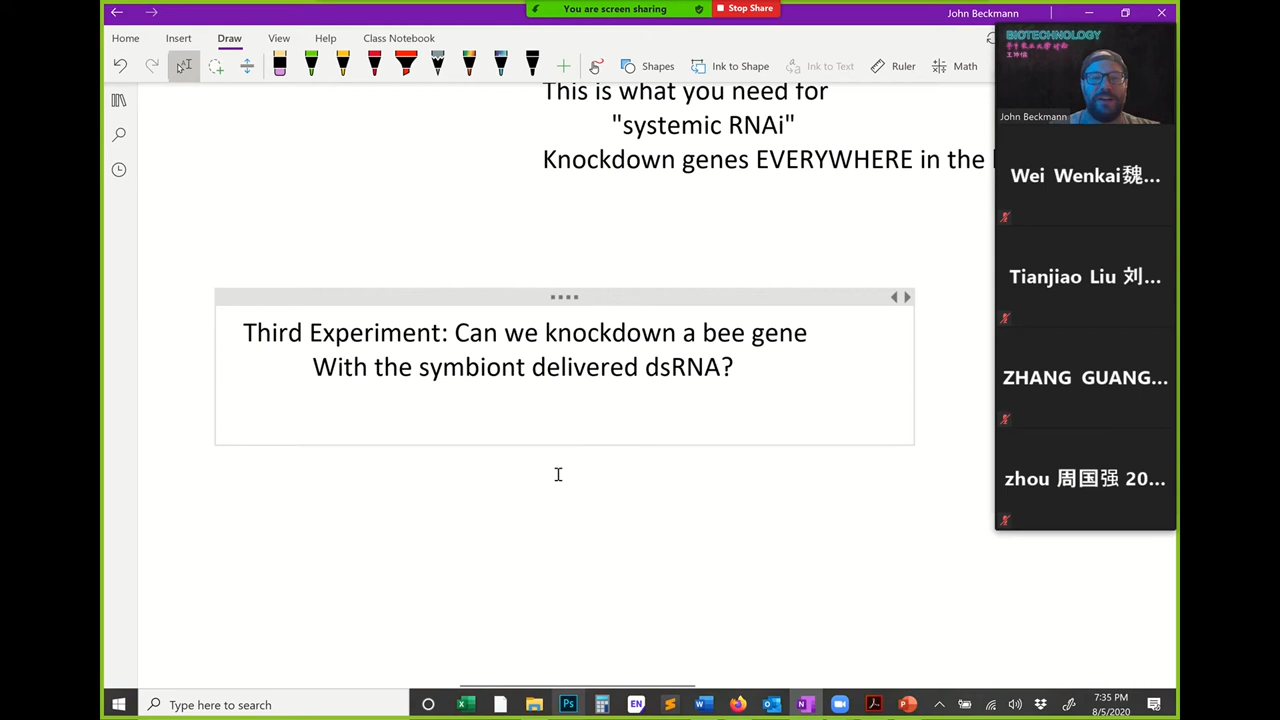 You are screen sharing
Stop Share
John Beckmann
Home
Insert
Draw
View
Help
Class Notebook
Shapes
Ink to Shape
Ink to Text
Ruler
Math
This is what you need for
"systemic RNAi"
Knockdown genes EVERYWHERE in the
Third Experiment: Can we knockdown a bee gene
With the symbiont delivered dsRNA?
BIOTECHNOLOGY
John Beckmann
Wei Wenkai魏...
Tianjiao Liu 刘...
ZHANG GUANG...
zhou 周国强 20...
Type here to search
EN
7:35 PM
8/5/2020